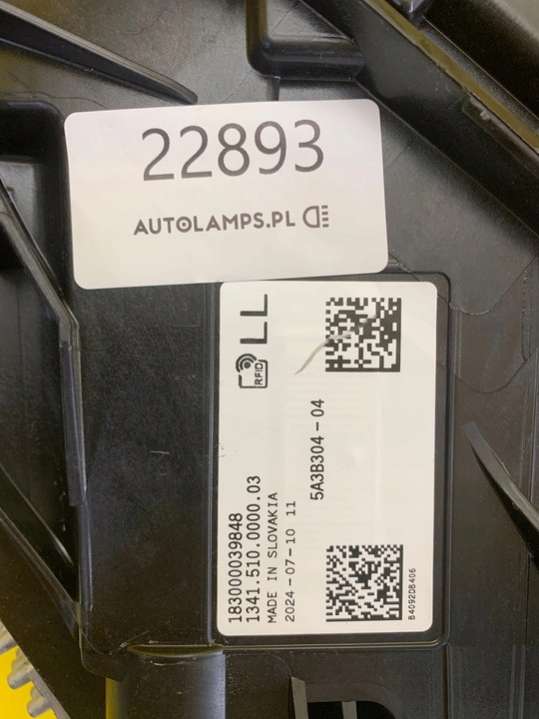 22893
AUTOLAMPS.PL
LL
RFID
5A3B304-04
183000039848
1341.510.0000.03
MADE IN SLOVAKIA
2024-07-10 11
B4092DB406